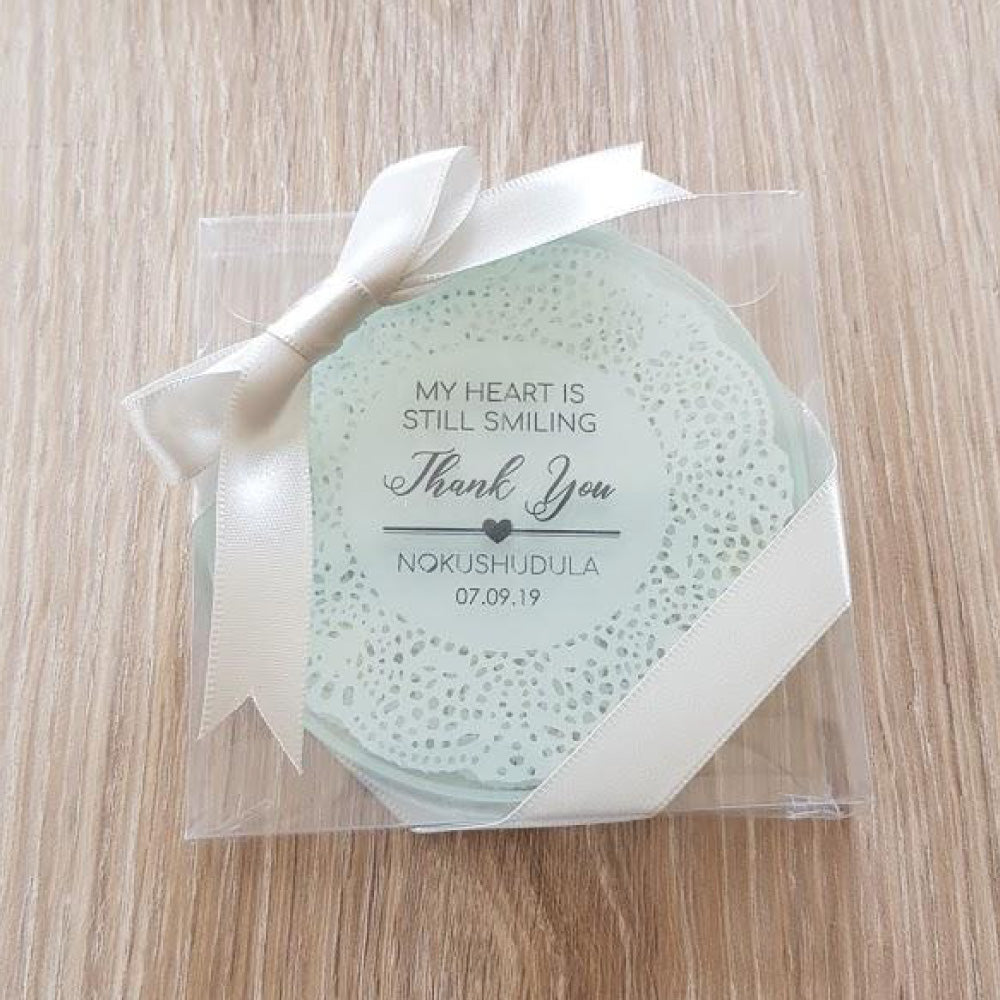 MY HEART IS
STILL SMILING
Thank You
NOKUSHUDULA
07.09.19